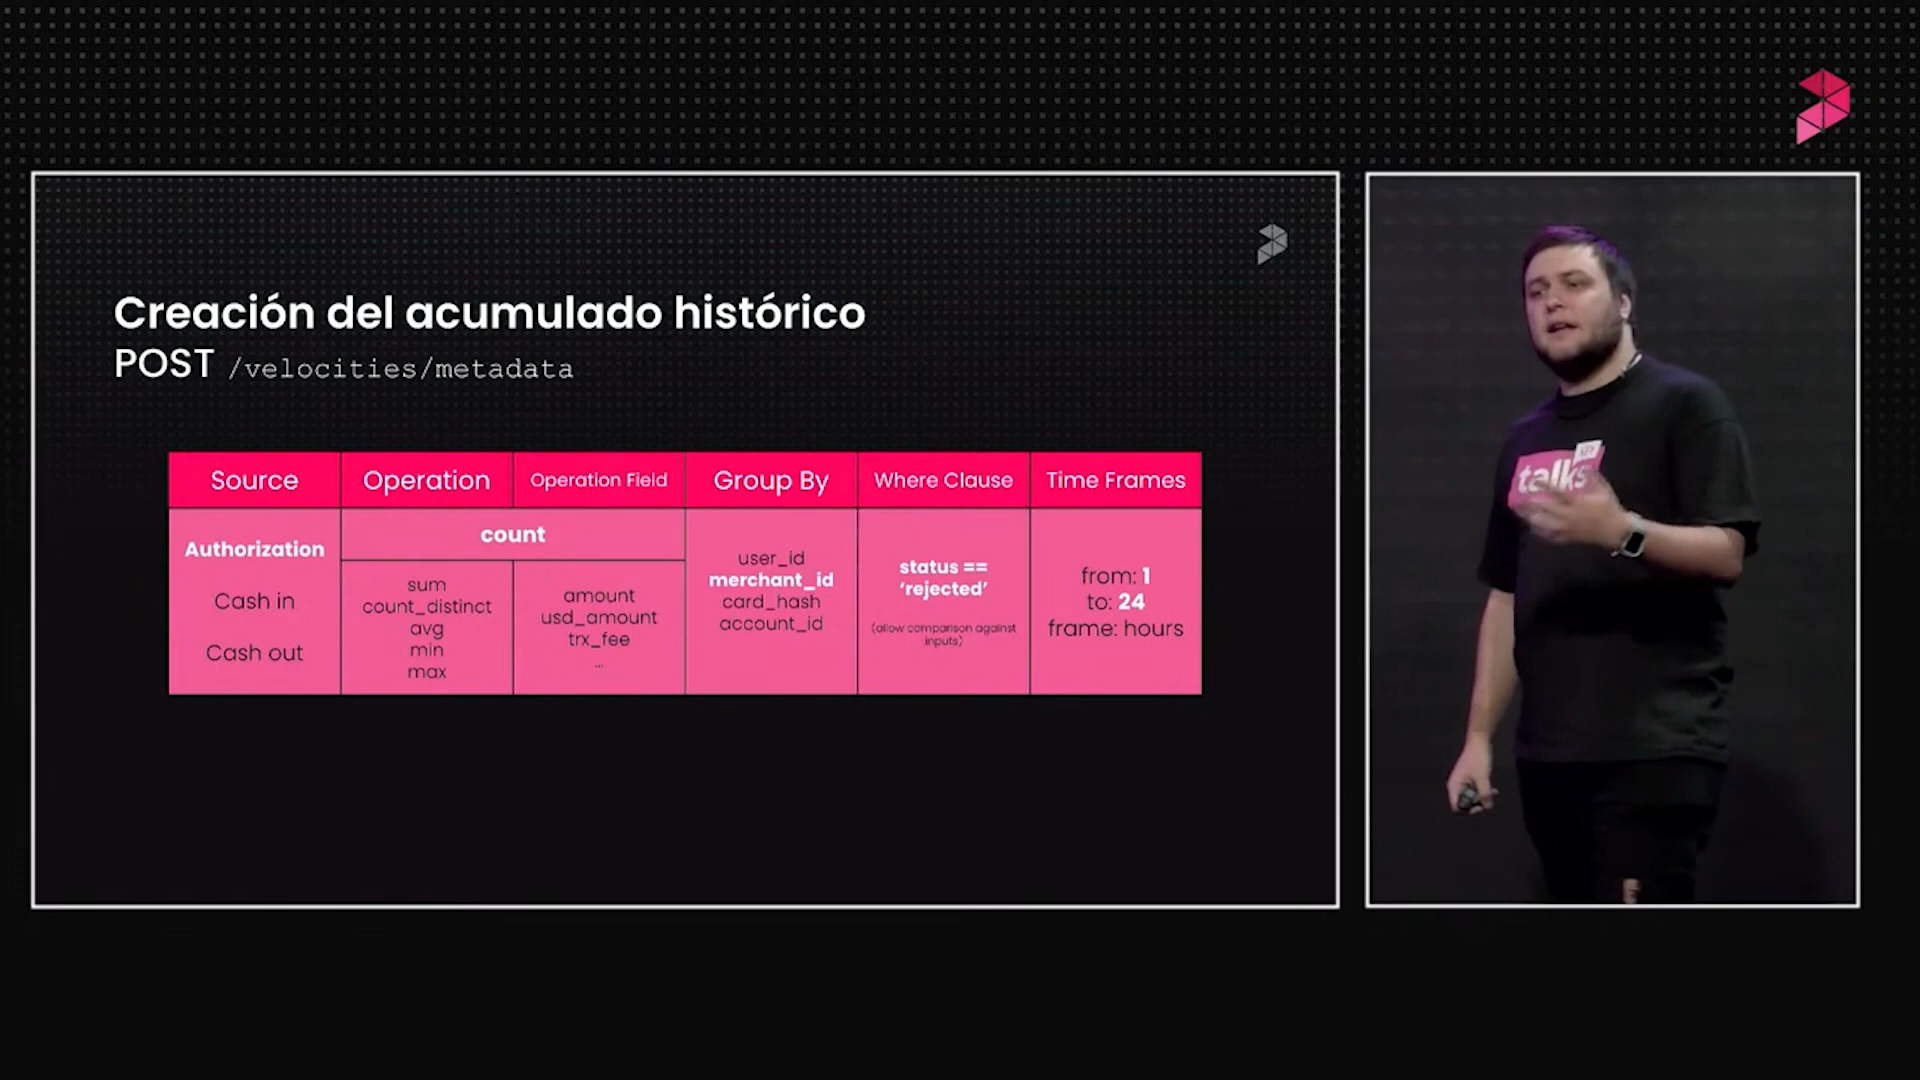 Creación del acumulado histórico
POST /velocities/metadata
Source
Operation
Operation Field
Group By
Where Clause
Time Frames
Authorization
Cash in
Cash out
count
sum
count_distinct
avg
min
max
amount
usd_amount
trx_fee
...
user_id
merchant_id
card_hash
account_id
status ==
‘rejected’
(allow comparison against
inputs)
from: 1
to: 24
frame: hours
talks